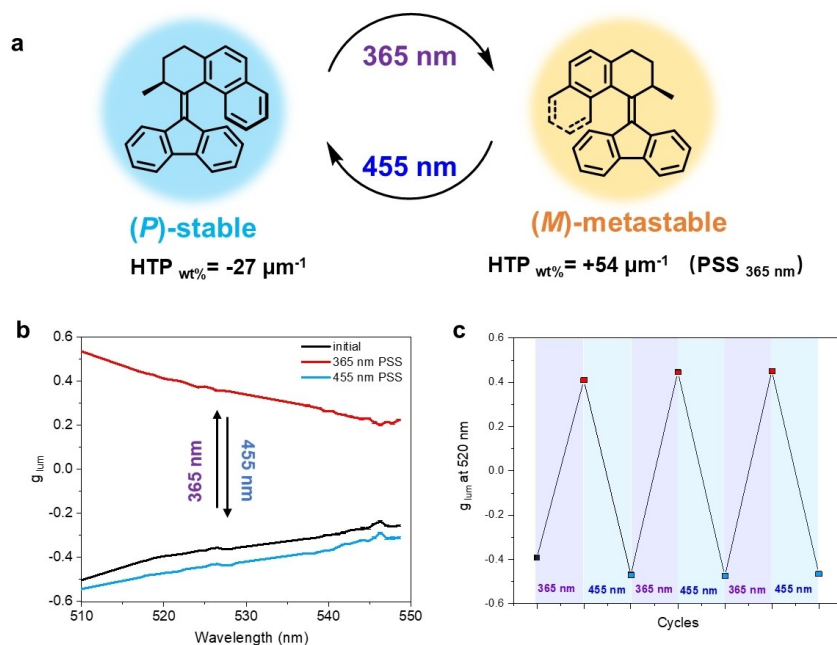 a
365 nm
455 nm
(P)-stable
(M)-metastable
HTP wt%= -27 µm-1
HTP wt%= +54 µm-1 (PSS 365 nm)
b
0.6
0.4
0.2
0.0
-0.2
-0.4
-0.6
g lum
initial
365 nm PSS
455 nm PSS
365 nm
455 nm
510
520
530
540
550
Wavelength (nm)
c
0.6
0.4
0.2
0.0
-0.2
-0.4
-0.6
g lum at 520 nm
365 nm 455 nm 365 nm 455 nm 365 nm 455 nm
Cycles